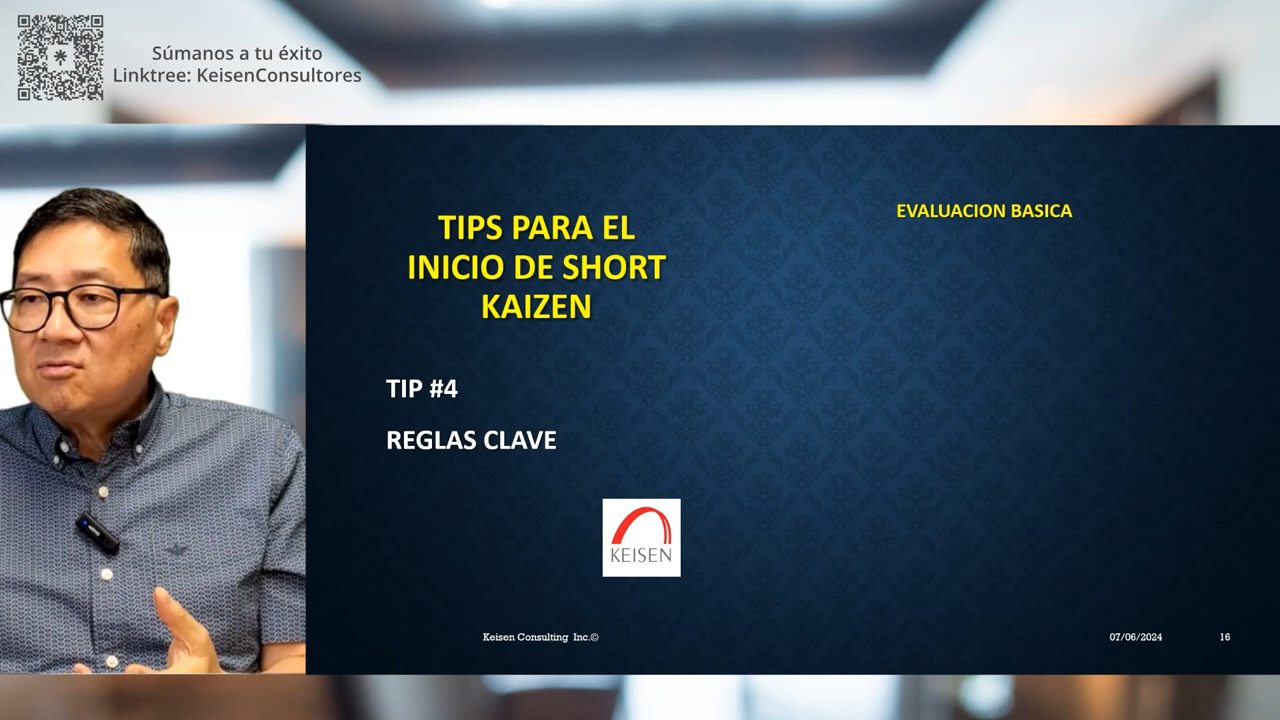 Súmanos a tu éxito
Linktree: KeisenConsultores
TIPS PARA EL
INICIO DE SHORT
KAIZEN
EVALUACION BASICA
TIP #4
REGLAS CLAVE
KEISEN
Keisen Consulting Inc.©
07/06/2024
16